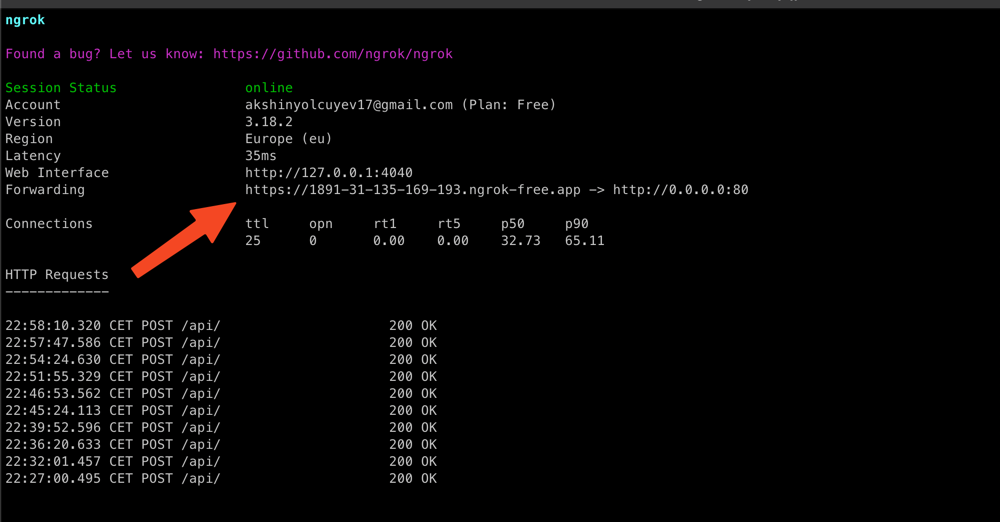 ngrok
Found a bug? Let us know: https://github.com/ngrok/ngrok
Session Status online
Account akshinyolcuyev17@gmail.com (Plan: Free)
Version 3.18.2
Region Europe (eu)
Latency 35ms
Web Interface http://127.0.0.1:4040
Forwarding https://1891-31-135-169-193.ngrok-free.app -> http://0.0.0.0:80
Connections ttl opn rt1 rt5 p50 p90
25 0 0.00 0.00 32.73 65.11
HTTP Requests
-------------
22:58:10.320 CET POST /api/ 200 OK
22:57:47.586 CET POST /api/ 200 OK
22:54:24.630 CET POST /api/ 200 OK
22:51:55.329 CET POST /api/ 200 OK
22:46:53.562 CET POST /api/ 200 OK
22:45:24.113 CET POST /api/ 200 OK
22:39:52.596 CET POST /api/ 200 OK
22:36:20.633 CET POST /api/ 200 OK
22:32:01.457 CET POST /api/ 200 OK
22:27:00.495 CET POST /api/ 200 OK